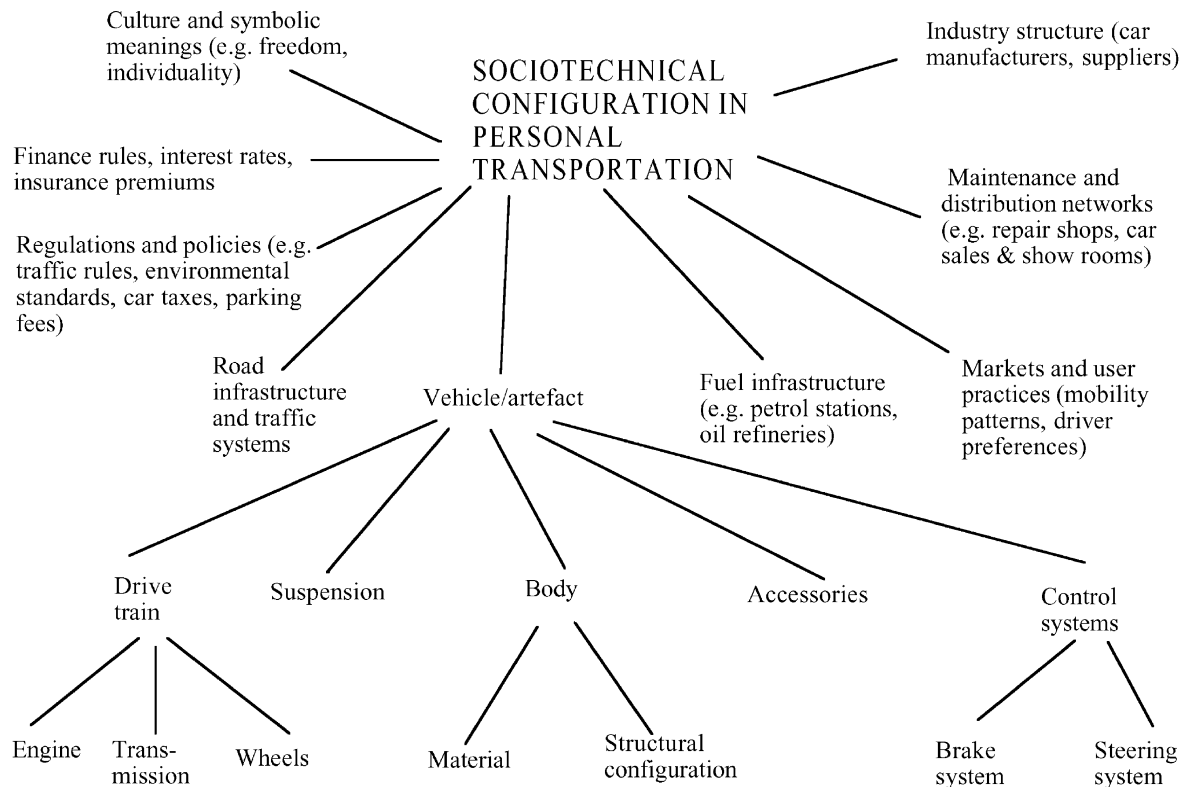 Culture and symbolic
meanings (e.g. freedom,
individuality)
SOCIOTECHNICAL
CONFIGURATION IN
PERSONAL
TRANSPORTATION
Industry structure (car
manufacturers, suppliers)
Finance rules, interest rates,
insurance premiums
Maintenance and
distribution networks
(e.g. repair shops, car
sales & show rooms)
Regulations and policies (e.g.
traffic rules, environmental
standards, car taxes, parking
fees)
Road
infrastructure
and traffic
systems
Vehicle/artefact
Fuel infrastructure
(e.g. petrol stations,
oil refineries)
Markets and user
practices (mobility
patterns, driver
preferences)
Drive
train
Suspension
Body
Accessories
Control
systems
Engine
Trans-
mission
Wheels
Material
Structural
configuration
Brake
system
Steering
system